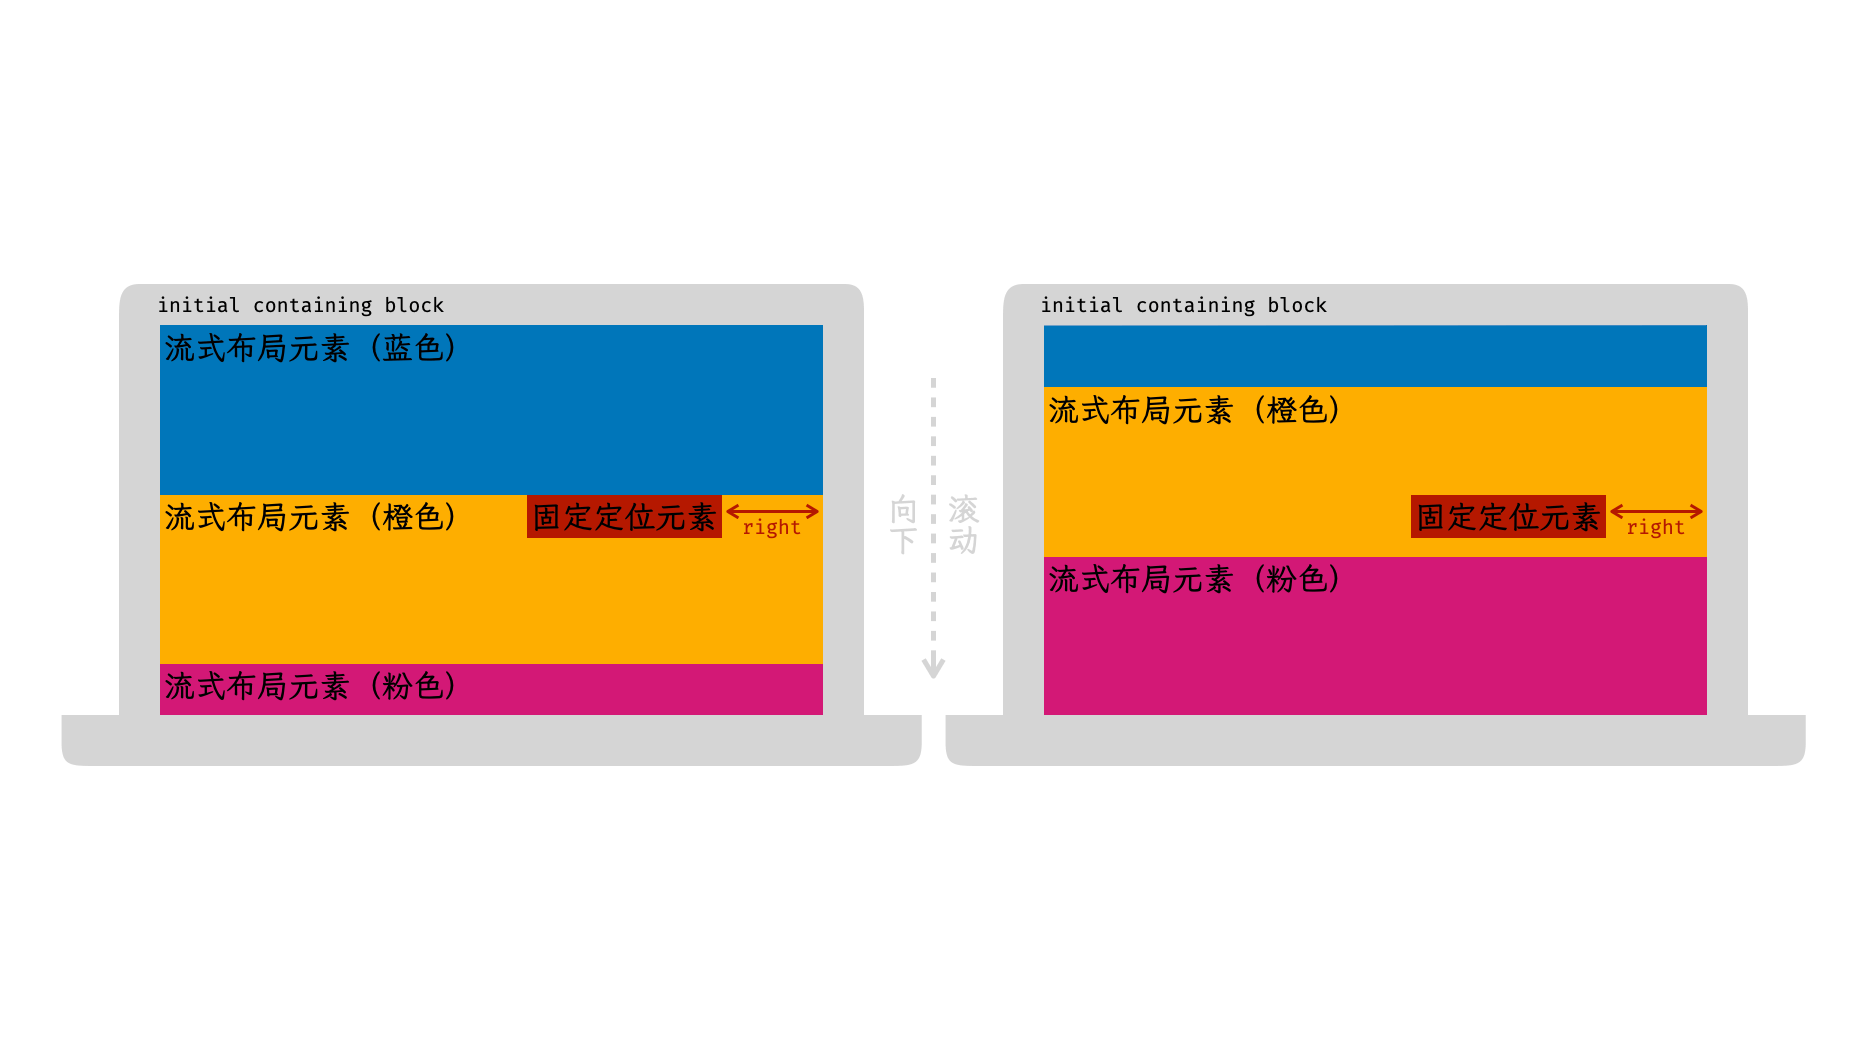 initial containing block
流式布局元素（蓝色）
流式布局元素（橙色）
固定定位元素
right
流式布局元素（粉色）
向下
滚动
initial containing block
流式布局元素（橙色）
固定定位元素
right
流式布局元素（粉色）